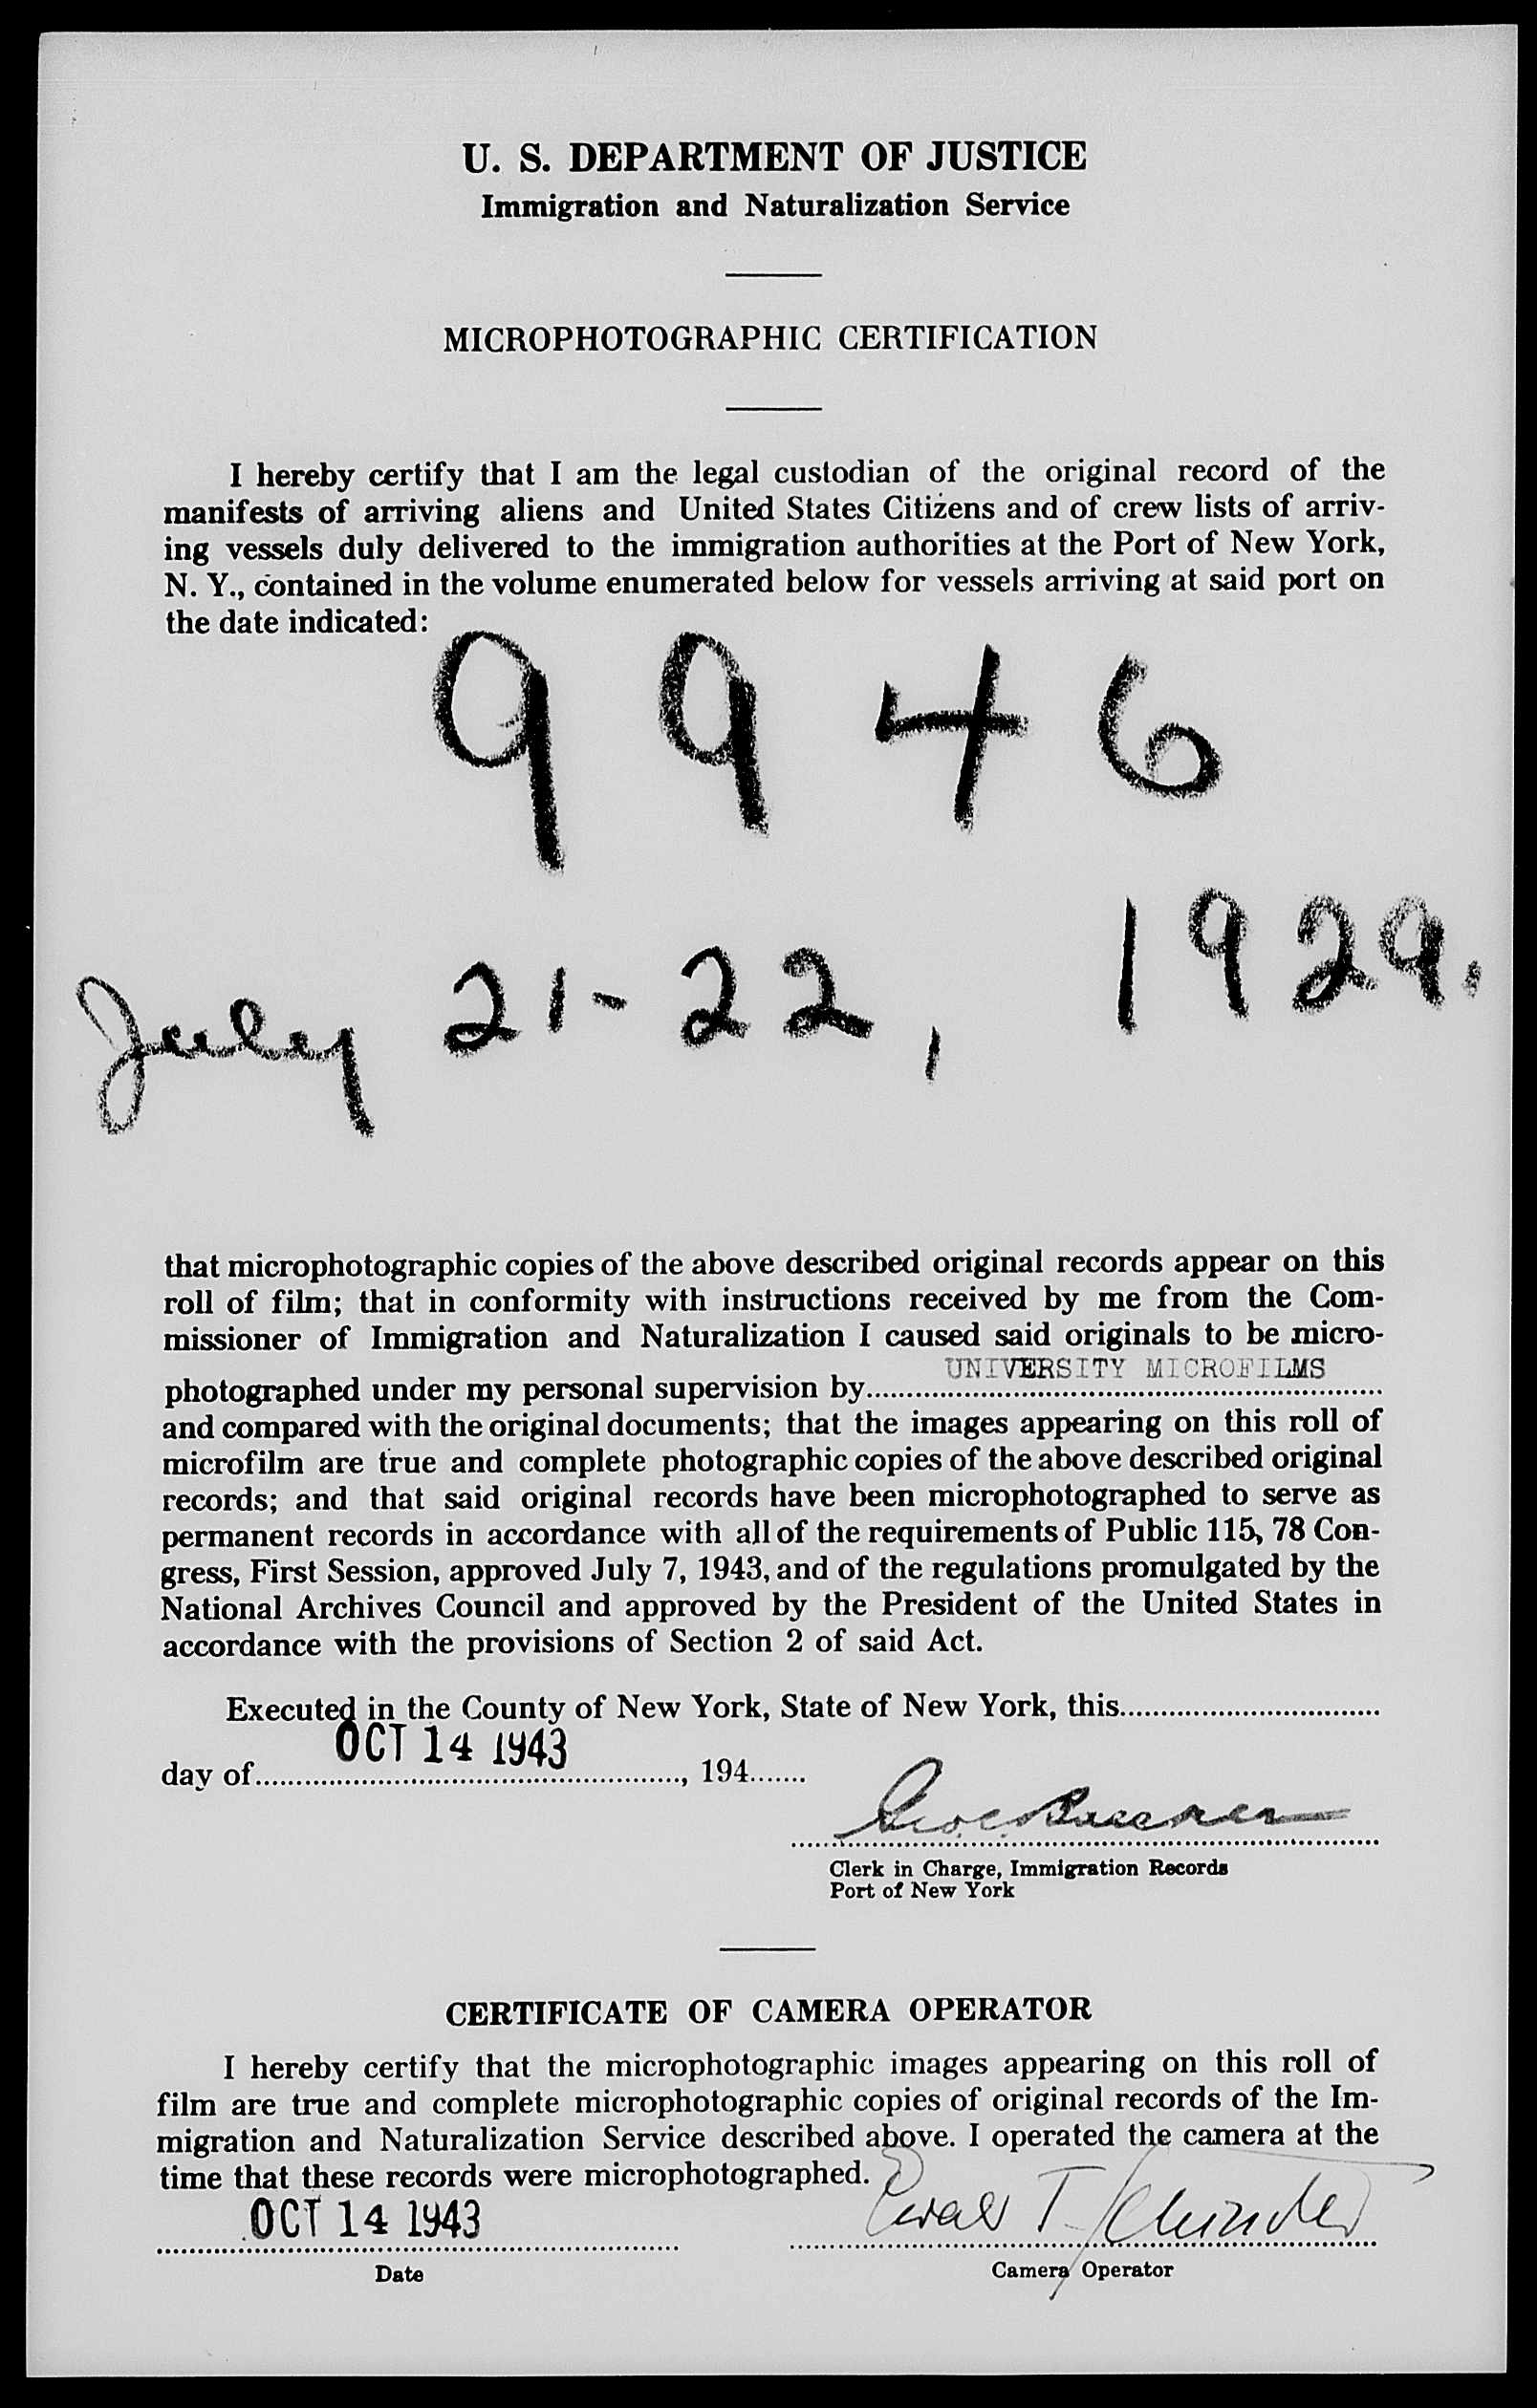 U. S. DEPARTMENT OF JUSTICE
Immigration and Naturalization Service
MICROPHOTOGRAPHIC CERTIFICATION
I hereby certify that I am the legal custodian of the original record of the
manifests of arriving aliens and United States Citizens and of crew lists of arriv-
ing vessels duly delivered to the immigration authorities at the Port of New York,
N. Y., contained in the volume enumerated below for vessels arriving at said port on
the date indicated:
9946
July 21-22, 1929.
that microphotographic copies of the above described original records appear on this
roll of film; that in conformity with instructions received by me from the Com-
missioner of Immigration and Naturalization I caused said originals to be micro-
photographed under my personal supervision by UNIVERSITY MICROFILMS
and compared with the original documents; that the images appearing on this roll of
microfilm are true and complete photographic copies of the above described original
records; and that said original records have been microphotographed to serve as
permanent records in accordance with all of the requirements of Public 115, 78 Con-
gress, First Session, approved July 7, 1943, and of the regulations promulgated by the
National Archives Council and approved by the President of the United States in
accordance with the provisions of Section 2 of said Act.
Executed in the County of New York, State of New York, this
day of OCT 14 1943, 194
Clerk in Charge, Immigration Records
Port of New York
CERTIFICATE OF CAMERA OPERATOR
I hereby certify that the microphotographic images appearing on this roll of
film are true and complete microphotographic copies of original records of the Im-
migration and Naturalization Service described above. I operated the camera at the
time that these records were microphotographed.
OCT 14 1943
Date
Camera Operator